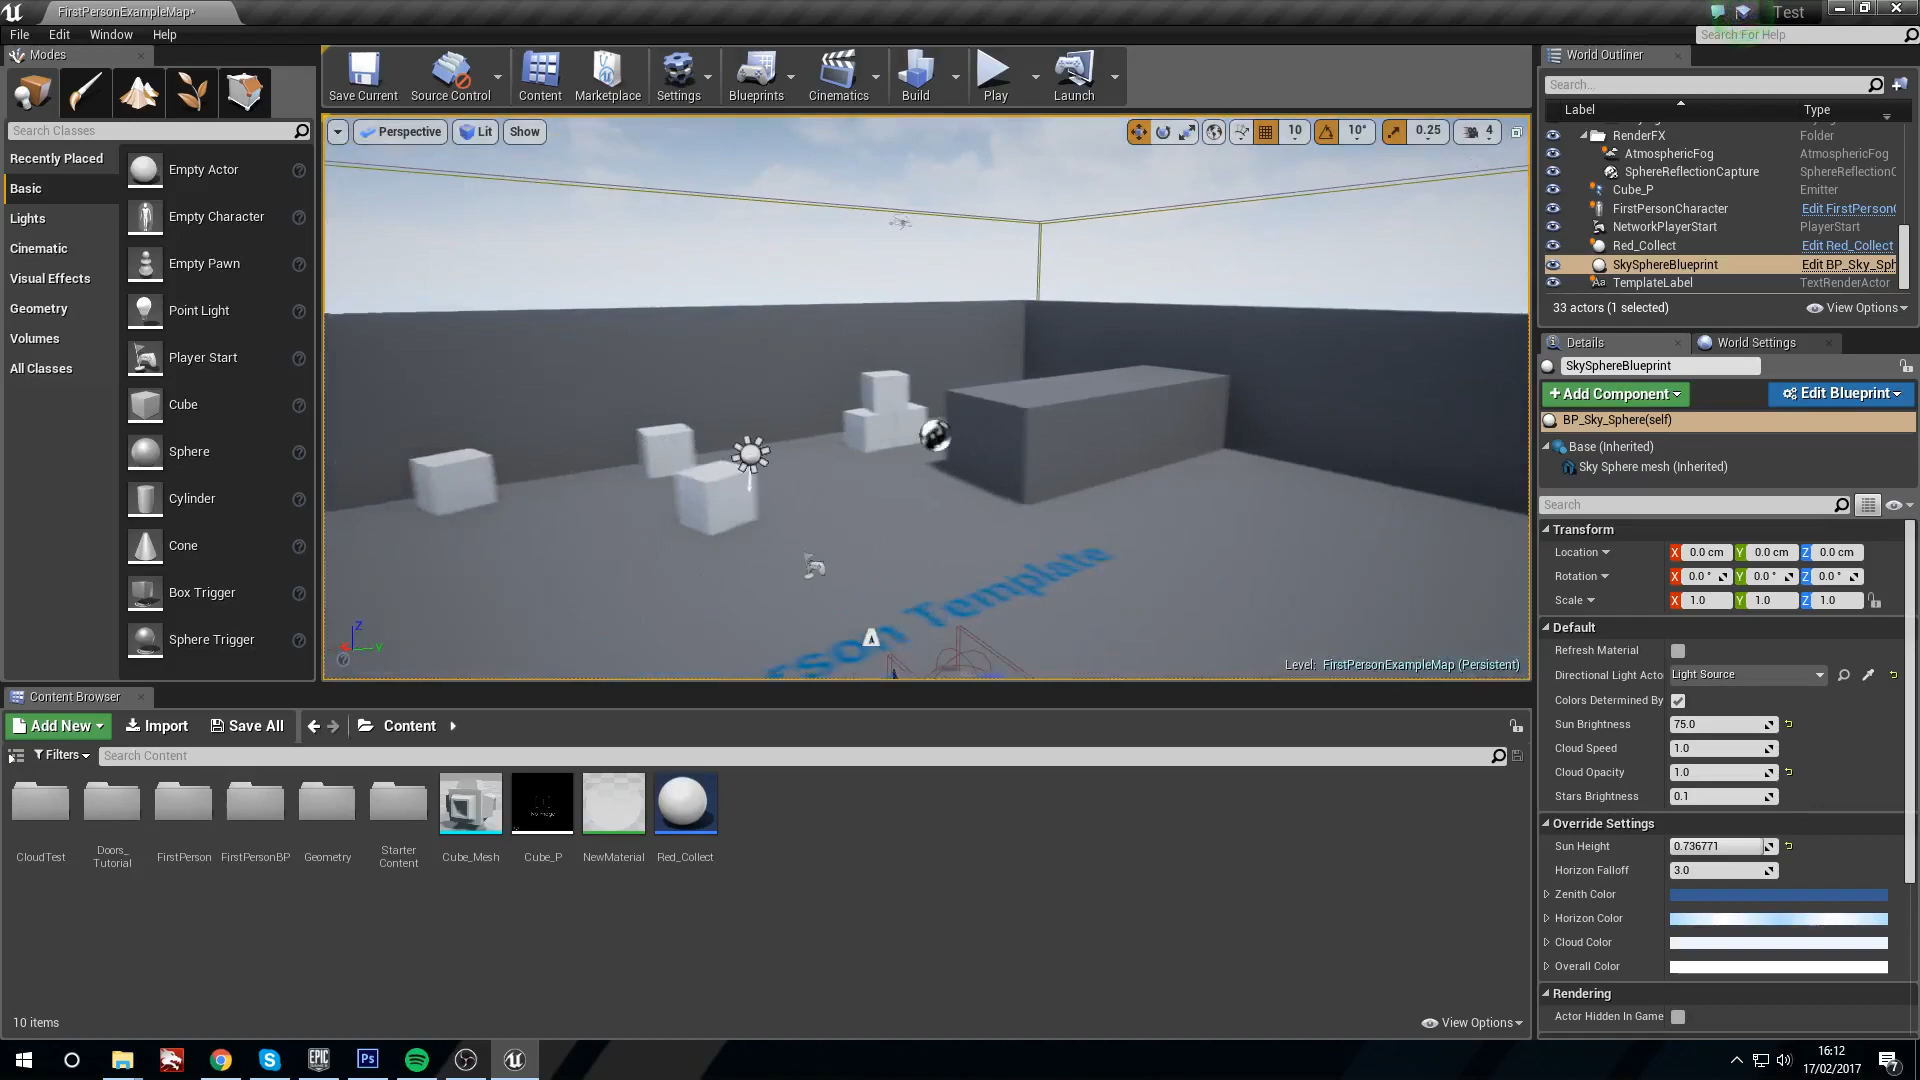 FirstPersonExampleMap*
Test
File Edit Window Help
Search For Help
Modes
Search Classes
Recently Placed
Basic
Lights
Cinematic
Visual Effects
Geometry
Volumes
All Classes
Empty Actor
Empty Character
Empty Pawn
Point Light
Player Start
Cube
Sphere
Cylinder
Cone
Box Trigger
Sphere Trigger
Save Current
Source Control
Content
Marketplace
Settings
Blueprints
Cinematics
Build
Play
Launch
Perspective
Lit
Show
10
10°
0.25
4
son Template
Z
X
Y
Level: FirstPersonExampleMap (Persistent)
World Outliner
Search...
Label
Type
RenderFX Folder
AtmosphericFog AtmosphericFog
SphereReflectionCapture SphereReflectionC
Cube_P Emitter
FirstPersonCharacter Edit FirstPersonC
NetworkPlayerStart PlayerStart
Red_Collect Edit Red_Collect
SkySphereBlueprint Edit BP_Sky_Sph
TemplateLabel TextRenderActor
33 actors (1 selected)
View Options
Details
World Settings
SkySphereBlueprint
+Add Component
Edit Blueprint
BP_Sky_Sphere(self)
Base (Inherited)
Sky Sphere mesh (Inherited)
Search
Transform
Location X 0.0 cm Y 0.0 cm Z 0.0 cm
Rotation X 0.0 ° Y 0.0 ° Z 0.0 °
Scale X 1.0 Y 1.0 Z 1.0
Default
Refresh Material
Directional Light Acto Light Source
Colors Determined By
Sun Brightness 75.0
Cloud Speed 1.0
Cloud Opacity 1.0
Stars Brightness 0.1
Override Settings
Sun Height 0.736771
Horizon Falloff 3.0
Zenith Color
Horizon Color
Cloud Color
Overall Color
Rendering
Actor Hidden In Game
Content Browser
Add New
Import
Save All
Content
Filters
Search Content
CloudTest
Doors_
Tutorial
FirstPerson
FirstPersonBP
Geometry
Starter
Content
Cube_Mesh
Cube_P
NewMaterial
Red_Collect
10 items
View Options
EPIC
Ps
16:12
17/02/2017
7